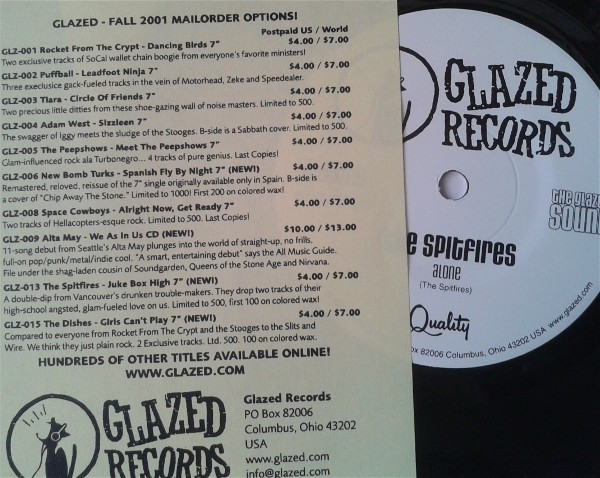 GLAZED - FALL 2001 MAILORDER OPTIONS!
Postpaid US / World
GLZ-001 Rocket From The Crypt - Dancing Birds 7" $4.00 / $7.00
Two exclusive tracks of SoCal wallet chain boogie from everyone's favorite ministers!
GLZ-002 Puffball - Leadfoot Ninja 7" $4.00 / $7.00
Three execlusive gack-fueled tracks in the vein of Motorhead, Zeke and Speedealer.
GLZ-003 Tiara - Circle Of Friends 7" $4.00 / $7.00
Two precious little ditties from these shoe-gazing wall of noise masters. Limited to 500.
GLZ-004 Adam West - Sizzleen 7" $4.00 / $7.00
The swagger of Iggy meets the sludge of the Stooges. B-side is a Sabbath cover. Limited to 500.
GLZ-005 The Peepshows - Meet The Peepshows 7" $4.00 / $7.00
Glam-influenced rock ala Turbonegro... 4 tracks of pure genius. Last Copies!
GLZ-006 New Bomb Turks - Spanish Fly By Night 7" (NEW!) $4.00 / $7.00
Remastered, reloved, reissue of the 7" single originally available only in Spain. B-side is
a cover of "Chip Away The Stone." Limited to 1000! First 200 on colored wax!
GLZ-008 Space Cowboys - Alright Now, Get Ready 7" $4.00 / $7.00
Two tracks of Hellacopters-esque rock. Limited to 500. Last Copies!
GLZ-009 Alta May - We As In Us CD (NEW!) $10.00 / $13.00
11-song debut from Seattle's Alta May plunges into the world of straight-up, no frills,
full-on pop/punk/metal/indie cool. "A smart, entertaining debut" says the All Music Guide.
File under the shag-laden cousin of Soundgarden, Queens of the Stone Age and Nirvana.
GLZ-013 The Spitfires - Juke Box High 7" (NEW!) $4.00 / $7.00
A double-dip from Vancouver's drunken trouble-makers. They drop two tracks of their
high-school angsted, glam-fueled love on us. Limited to 500, first 100 on colored wax!
GLZ-015 The Dishes - Girls Can't Play 7" (NEW!) $4.00 / $7.00
Compared to everyone from Rocket From The Crypt and the Stooges to the Slits and
Wire. We think they just plain rock. 2 Exclusive tracks. Ltd. 500. 100 on colored wax.
HUNDREDS OF OTHER TITLES AVAILABLE ONLINE!
WWW.GLAZED.COM
GLAZED
RECORDS
Glazed Records
PO Box 82006
Columbus, Ohio 43202
USA
www.glazed.com
info@glazed.com
GLAZED
RECORDS
the glaze
SOUN
e SPITFIRES
alone
(The Spitfires)
Quality
ox 82006 Columbus, Ohio 43202 USA www.glazed.com